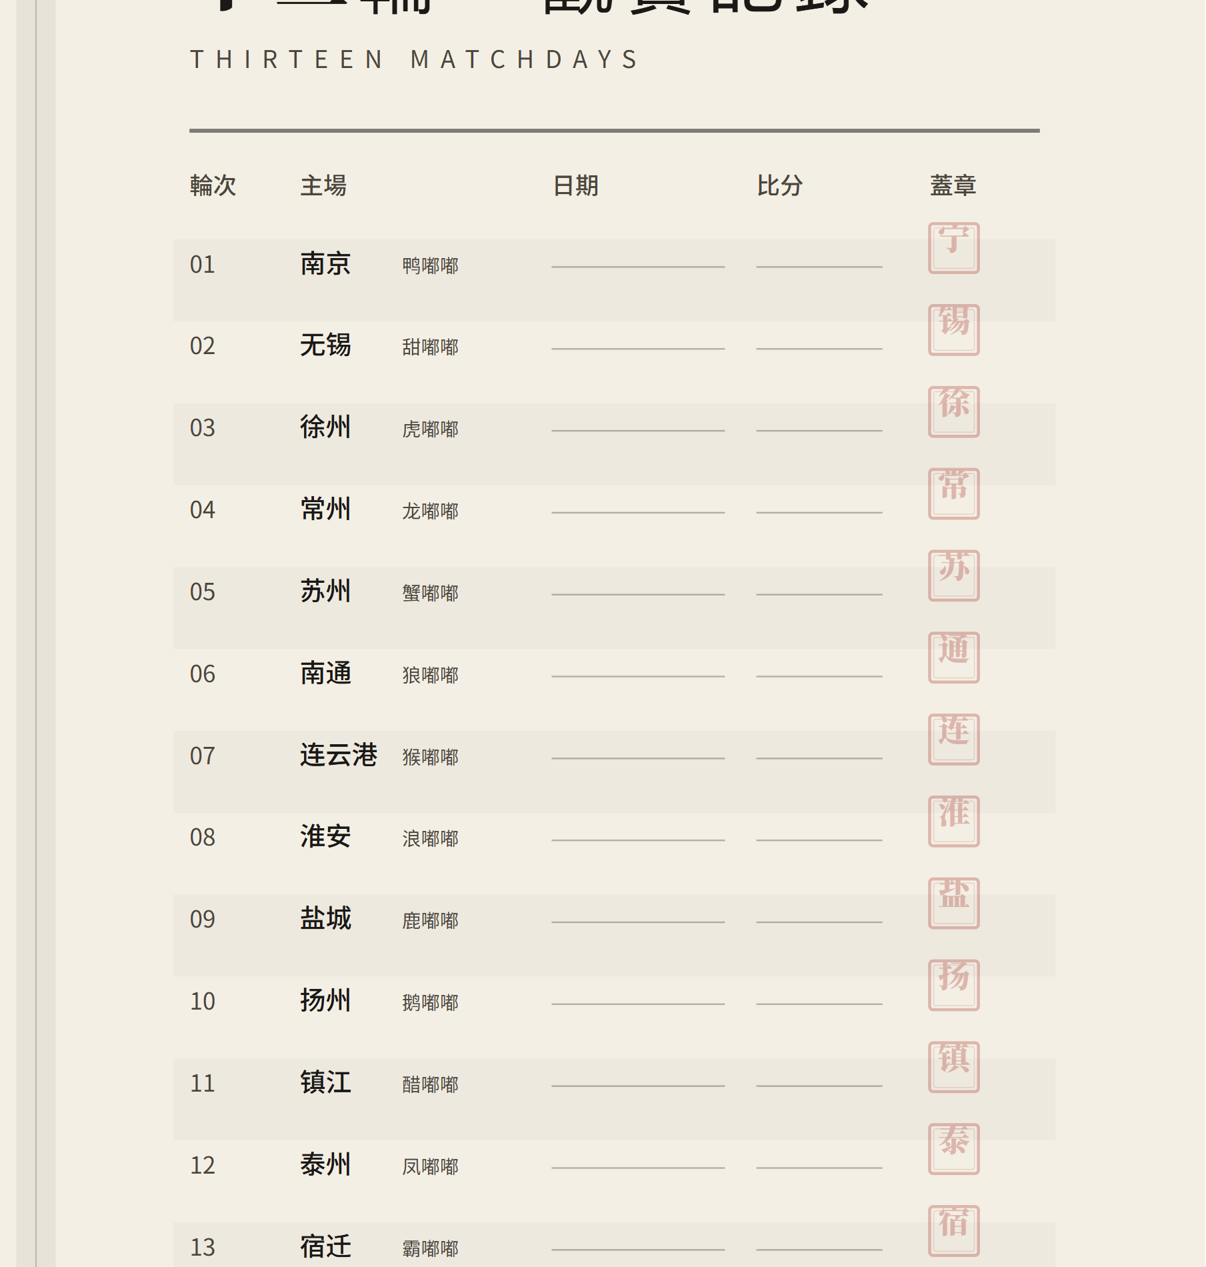 THIRTEEN MATCHDAYS
輪次 主場 日期 比分 蓋章
01 南京 鸭嘟嘟 宁
02 无锡 甜嘟嘟 锡
03 徐州 虎嘟嘟 徐
04 常州 龙嘟嘟 常
05 苏州 蟹嘟嘟 苏
06 南通 狼嘟嘟 通
07 连云港 猴嘟嘟 连
08 淮安 浪嘟嘟 淮
09 盐城 鹿嘟嘟 盐
10 扬州 鹅嘟嘟 扬
11 镇江 醋嘟嘟 镇
12 泰州 凤嘟嘟 泰
13 宿迁 霸嘟嘟 宿